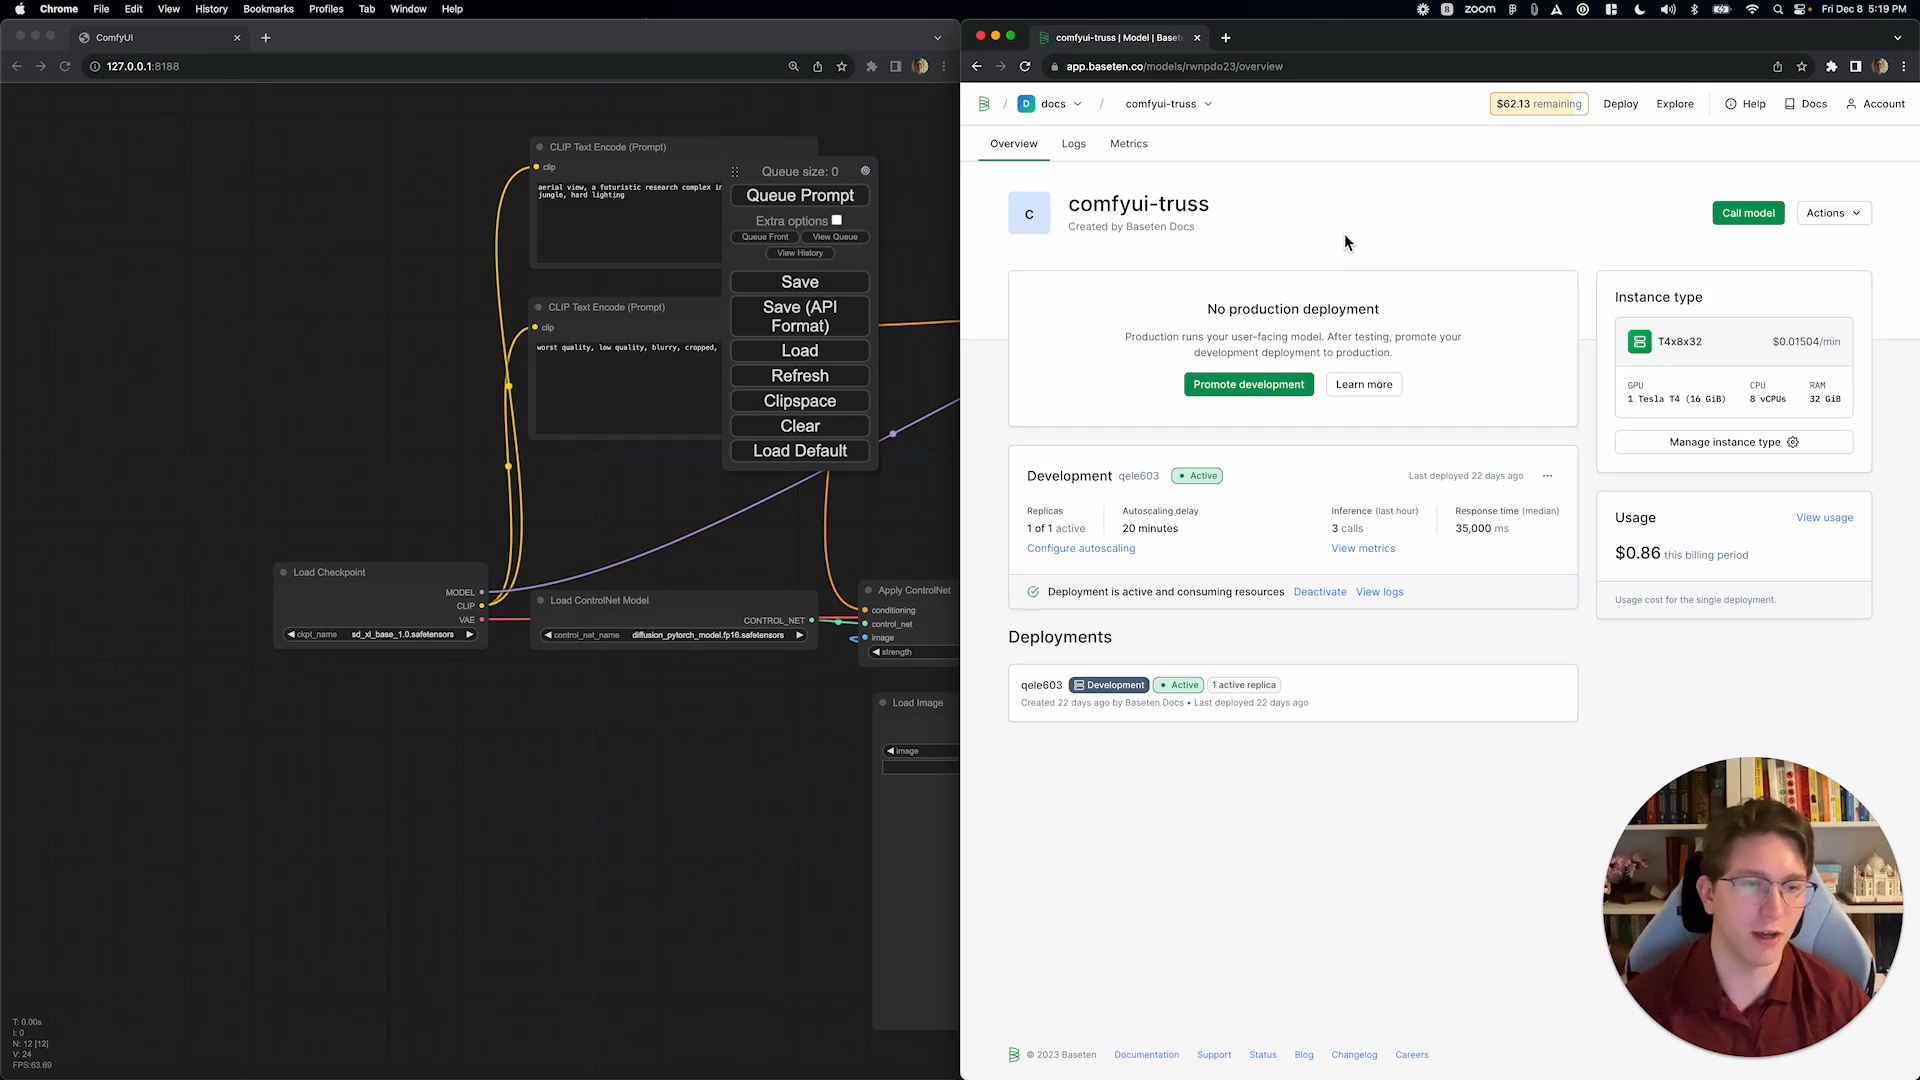 Chrome File Edit View History Bookmarks Profiles Tab Window Help
8 zoom Fri Dec 8 5:19 PM
ComfyUI
127.0.0.1:8188
CLIP Text Encode (Prompt)
clip
aerial view, a futuristic research complex in
jungle, hard lighting
CLIP Text Encode (Prompt)
clip
worst quality, low quality, blurry, cropped,
Queue size: 0
Queue Prompt
Extra options
Queue Front View Queue
View History
Save
Save (API
Format)
Load
Refresh
Clipspace
Clear
Load Default
Load Checkpoint
MODEL
CLIP
VAE
ckpt_name sd_xl_base_1.0.safetensors
Load ControlNet Model
CONTROL_NET
control_net_name diffusion_pytorch_model.fp16.safetensors
Apply ControlNet
conditioning
control_net
image
strength
Load Image
image
T: 0.00s
I: 0
N: 12 [12]
V: 24
FPS:63.69
comfyui-truss | Model | Baset
app.baseten.co/models/rwnpdo23/overview
/ D docs / comfyui-truss $62.13 remaining Deploy Explore Help Docs Account
Overview Logs Metrics
C
comfyui-truss
Created by Baseten Docs
Call model Actions
No production deployment
Production runs your user-facing model. After testing, promote your
development deployment to production.
Promote development Learn more
Instance type
T4x8x32 $0.01504/min
GPU CPU RAM
1 Tesla T4 (16 GiB) 8 vCPUs 32 GiB
Manage instance type
Development qele603 Active Last deployed 22 days ago ...
Replicas Autoscaling delay Inference (last hour) Response time (median)
1 of 1 active 20 minutes 3 calls 35,000 ms
Configure autoscaling View metrics
Deployment is active and consuming resources Deactivate View logs
Usage View usage
$0.86 this billing period
Usage cost for the single deployment.
Deployments
qele603 Development Active 1 active replica
Created 22 days ago by Baseten Docs • Last deployed 22 days ago
© 2023 Baseten Documentation Support Status Blog Changelog Careers